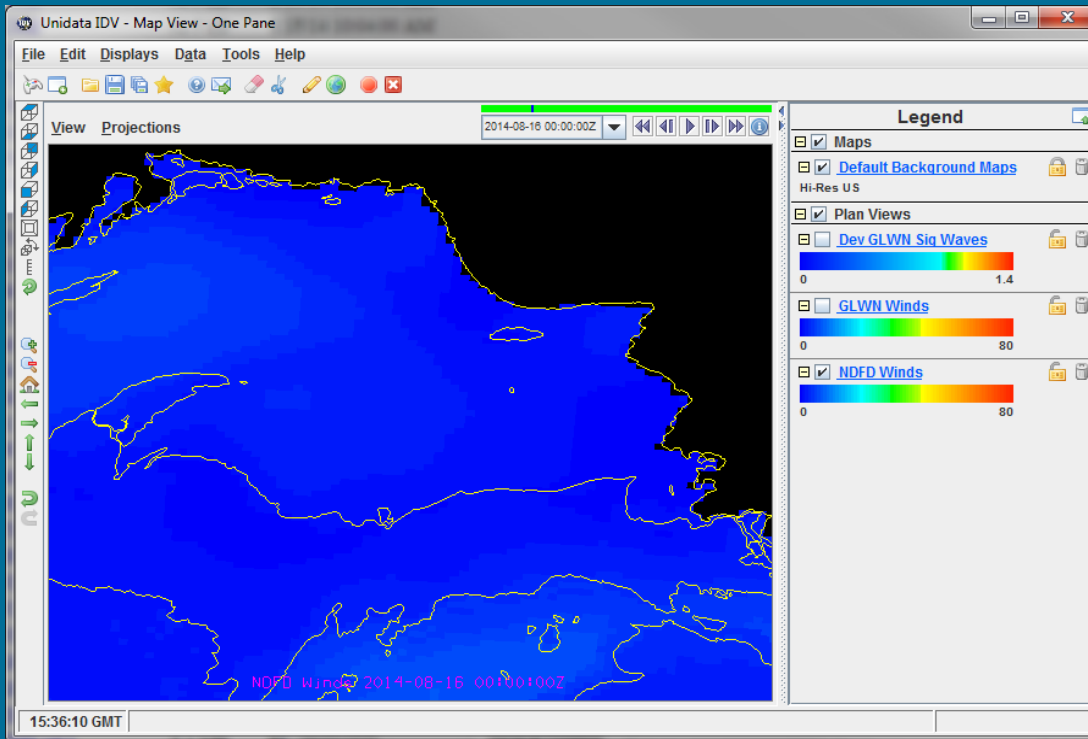 Unidata IDV - Map View - One Pane
File Edit Displays Data Tools Help
View Projections
2014-08-16 00:00:00Z
Legend
Maps
Default Background Maps
Hi-Res US
Plan Views
Dev GLWN Sig Waves
0 1.4
GLWN Winds
0 80
NDFD Winds
0 80
NDFD Winds 2014-08-16 00:00:00Z
15:36:10 GMT